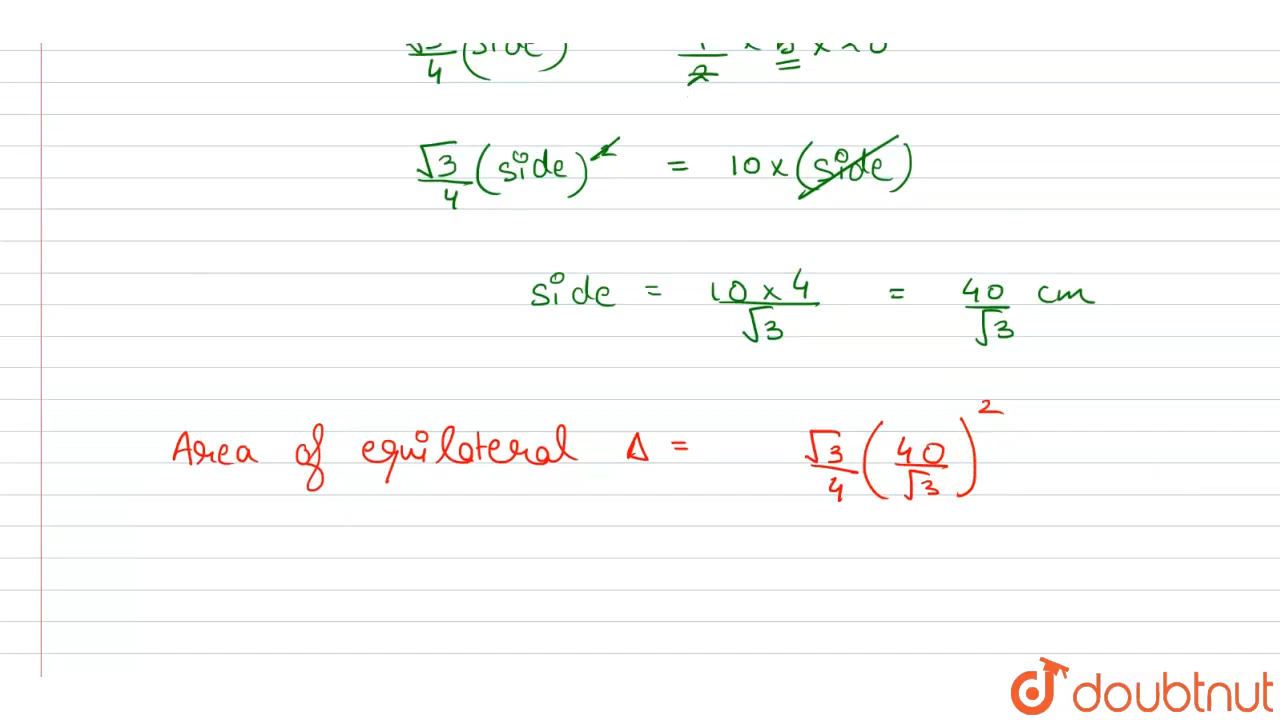 √3/4 (side)² = 10 × (side)
side = 10 × 4/√3 = 40/√3 cm
Area of equilateral Δ = √3/4 (40/√3)²
doubtnut